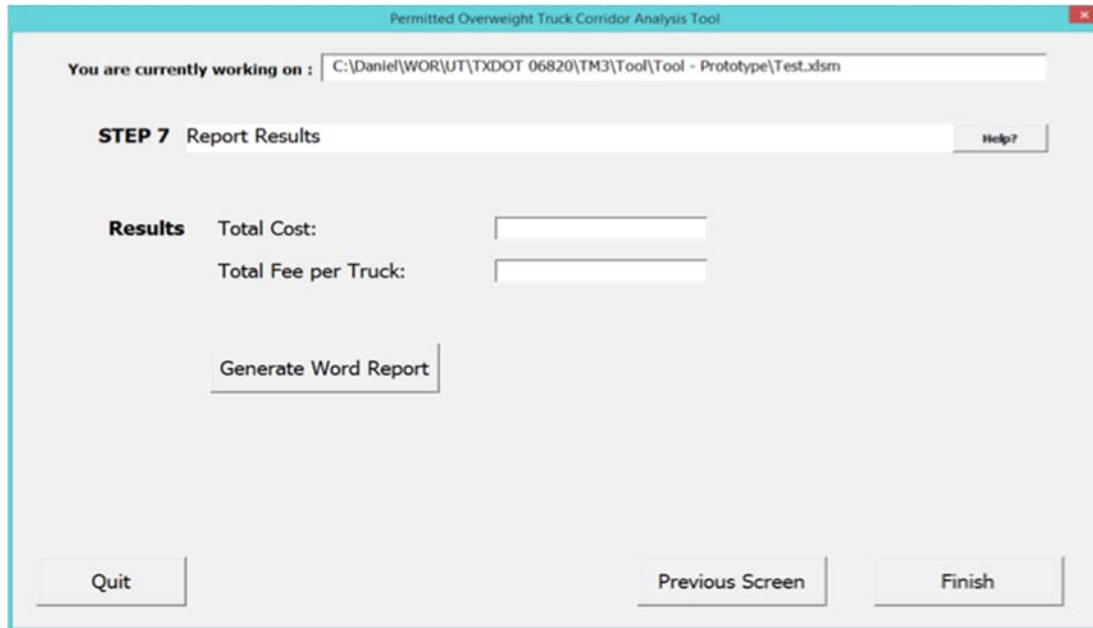 Permitted Overweight Truck Corridor Analysis Tool
You are currently working on : C:\Daniel\WOR\UT\TXDOT 06820\TM3\Tool\Tool - Prototype\Test.xlsm
STEP 7 Report Results Help?
Results Total Cost:
Total Fee per Truck:
Generate Word Report
Quit Previous Screen Finish